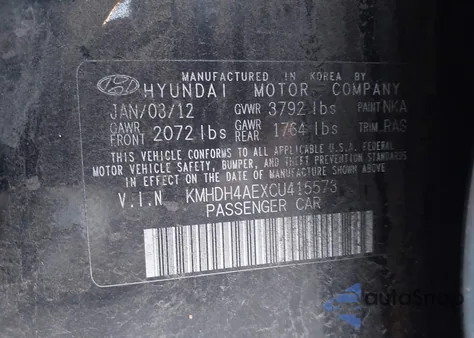 MANUFACTURED IN KOREA BY
HYUNDAI MOTOR COMPANY
JAN/03/12 GVWR 3792 lbs PAINT NKA
GAWR FRONT 2072 lbs GAWR REAR 1764 lbs TRIM RAS
THIS VEHICLE CONFORMS TO ALL APPLICABLE U.S.A. FEDERAL
MOTOR VEHICLE SAFETY, BUMPER, AND THEFT PREVENTION STANDARDS
IN EFFECT ON THE DATE OF MANUFACTURE SHOWN ABOVE.
V.I.N KMHDH4AEXCU415573
PASSENGER CAR
autoSnap